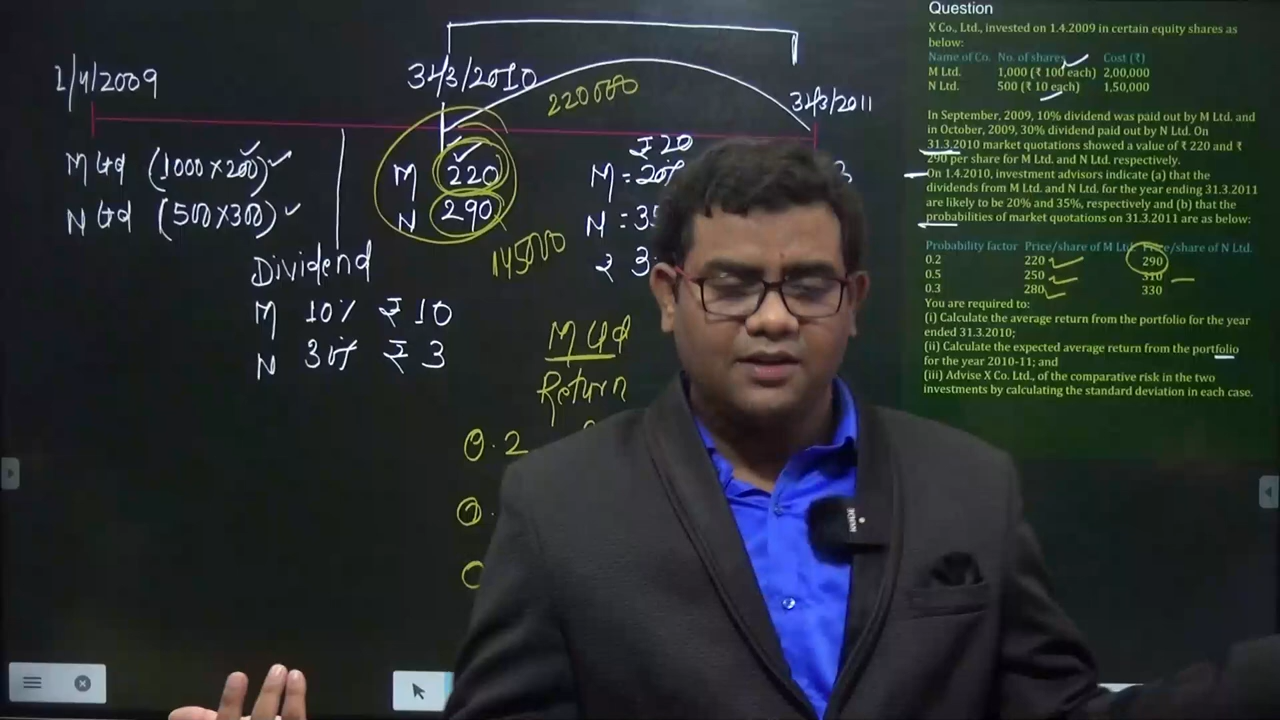 Question
X Co., Ltd., invested on 1.4.2009 in certain equity shares as
below:
Name of Co. No. of shares Cost (₹)
M Ltd. 1,000 (₹ 100 each) 2,00,000
N Ltd. 500 (₹ 10 each) 1,50,000
In September, 2009, 10% dividend was paid out by M Ltd. and
in October, 2009, 30% dividend paid out by N Ltd. On
31.3.2010 market quotations showed a value of ₹ 220 and ₹
290 per share for M Ltd. and N Ltd. respectively.
On 1.4.2010, investment advisors indicate (a) that the
dividends from M Ltd. and N Ltd. for the year ending 31.3.2011
are likely to be 20% and 35%, respectively and (b) that the
probabilities of market quotations on 31.3.2011 are as below:
Probability factor Price/share of M Ltd. Price/share of N Ltd.
0.2 220 290
0.5 250 310
0.3 280 330
You are required to:
(i) Calculate the average return from the portfolio for the year
ended 31.3.2010;
(ii) Calculate the expected average return from the portfolio
for the year 2010-11; and
(iii) Advise X Co. Ltd., of the comparative risk in the two
investments by calculating the standard deviation in each case.
1/4/2009
31/3/2010
31/3/2011
220000
M Ltd (1000×200)
N Ltd (500×300)
M 220
N 290
145000
₹20
M = 20%
N = 35
₹ 3.
3
Dividend
M 10% ₹ 10
N 30% ₹ 3
M Ltd
Return
0.2
0.